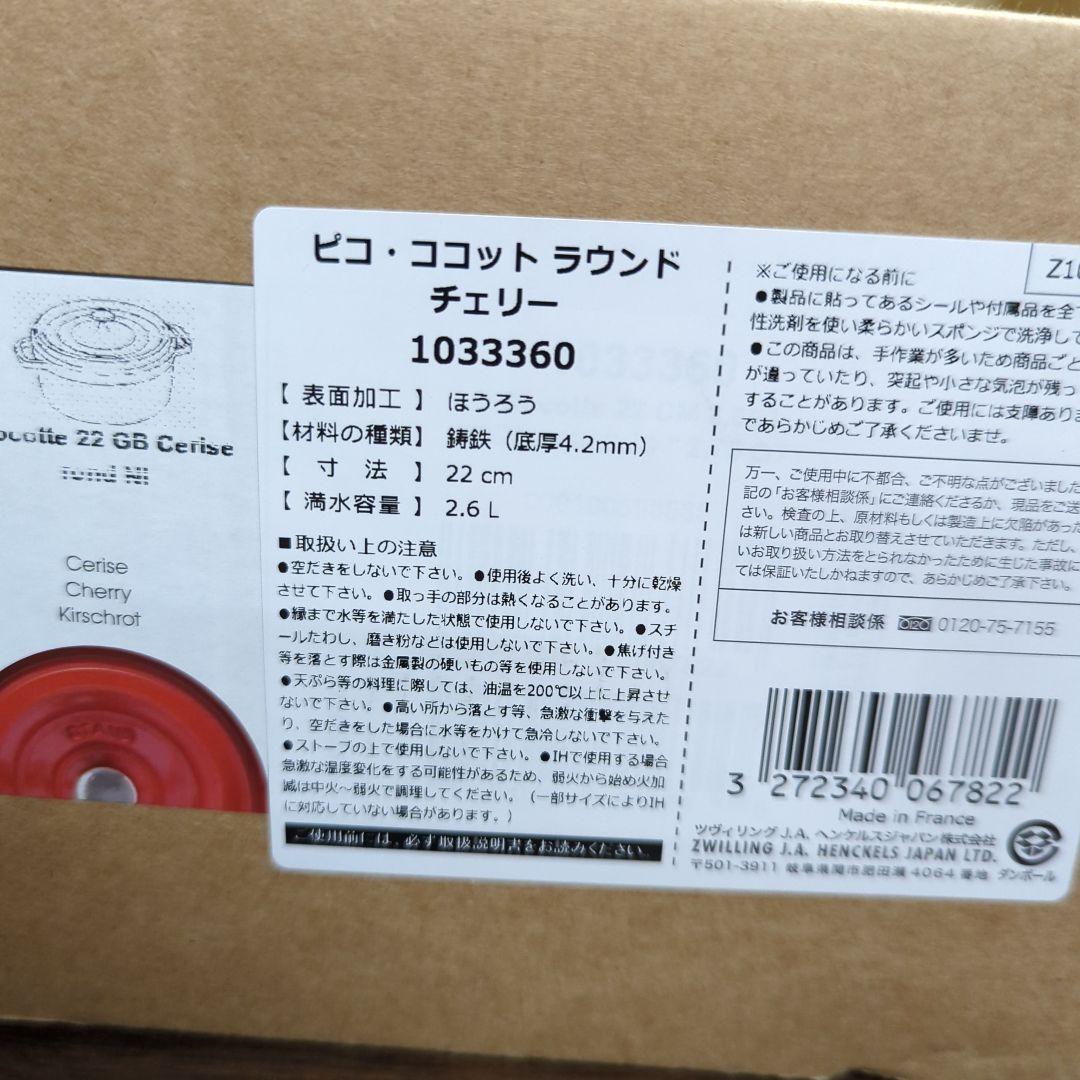 ocotte 22 GB Cerise
rond NI
Cerise
Cherry
Kirschrot
STAUB
ピコ・ココット ラウンド
チェリー
1033360
【 表面加工 】 ほうろう
【材料の種類】 鋳鉄（底厚4.2mm）
【 寸 法 】 22 cm
【 満水容量 】 2.6 L
■取扱い上の注意
●空だきをしないで下さい。●使用後よく洗い、十分に乾燥
させて下さい。●取っ手の部分は熱くなることがあります。
●縁まで水等を満たした状態で使用しないで下さい。●スチ
ールたわし、磨き粉などは使用しないで下さい。●焦げ付き
等を落とす際は金属製の硬いもの等を使用しないで下さい。
●天ぷら等の料理に際しては、油温を200℃以上に上昇させ
ないで下さい。●高い所から落とす等、急激な衝撃を与えた
り、空だきをした場合に水等をかけて急冷しないで下さい。
●ストーブの上で使用しないで下さい。●IHで使用する場合
急激な温度変化をする可能性があるため、弱火から始め火加
減は中火～弱火で調理してください。（一部サイズによりIH
に対応していない場合があります。）
ご使用前には、必ず取扱説明書をお読みください。
Z10
※ご使用になる前に
●製品に貼ってあるシールや付属品を全て
性洗剤を使い柔らかいスポンジで洗浄して
●この商品は、手作業が多いため商品ごと
が違っていたり、突起や小さな気泡が残っ
することがあります。ご使用には支障ありま
であらかじめご了承くださいませ。
万一、ご使用中に不都合、ご不明な点がございました
記の「お客様相談係」にご連絡くださるか、現品をご送
さい。検査の上、原材料もしくは製造上に欠陥があった
は新しい商品とお取り替えさせていただきます。ただし、
いお取り扱い方法をとられなかったために生じた事故に
ては保証いたしかねますので、あらかじめご了承下さい。
お客様相談係 0120-75-7155
3 272340 067822
Made in France
ツヴィリング J.A. ヘンケルスジャパン株式会社
ZWILLING J.A. HENCKELS JAPAN LTD.
〒501-3911 岐阜県関市肥田瀬 4064 番地
ダンボール